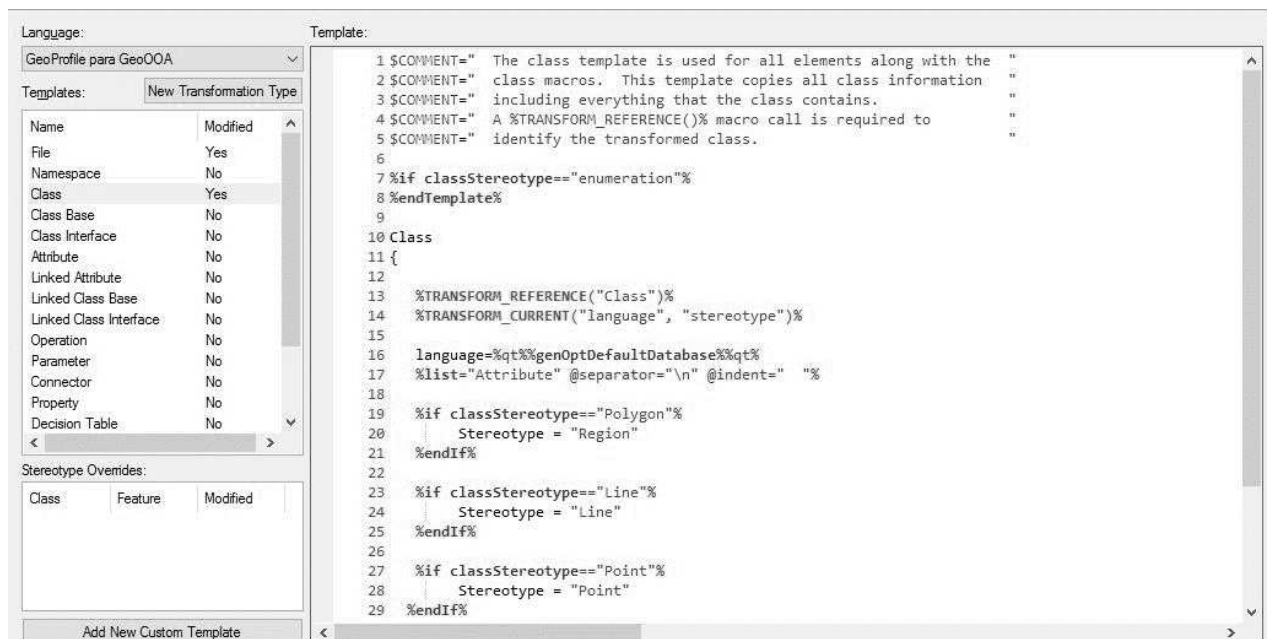 Language:
GeoProfile para GeoOOA
Templates:
New Transformation Type
Name Modified
File Yes
Namespace No
Class Yes
Class Base No
Class Interface No
Attribute No
Linked Attribute No
Linked Class Base No
Linked Class Interface No
Operation No
Parameter No
Connector No
Property No
Decision Table No
Stereotype Overrides:
Class Feature Modified
Add New Custom Template
Template:
1 $COMMENT="  The class template is used for all elements along with the  "
2 $COMMENT="  class macros.  This template copies all class information   "
3 $COMMENT="  including everything that the class contains.               "
4 $COMMENT="  A %TRANSFORM_REFERENCE()% macro call is required to         "
5 $COMMENT="  identify the transformed class.                             "
6
7 %if classStereotype=="enumeration"%
8 %endTemplate%
9
10 Class
11 {
12
13   %TRANSFORM_REFERENCE("Class")%
14   %TRANSFORM_CURRENT("language", "stereotype")%
15
16   language=%qt%%genOptDefaultDatabase%%qt%
17   %list="Attribute" @separator="\n" @indent="  "%
18
19   %if classStereotype=="Polygon"%
20       Stereotype = "Region"
21   %endIf%
22
23   %if classStereotype=="Line"%
24       Stereotype = "Line"
25   %endIf%
26
27   %if classStereotype=="Point"%
28       Stereotype = "Point"
29  %endIf%